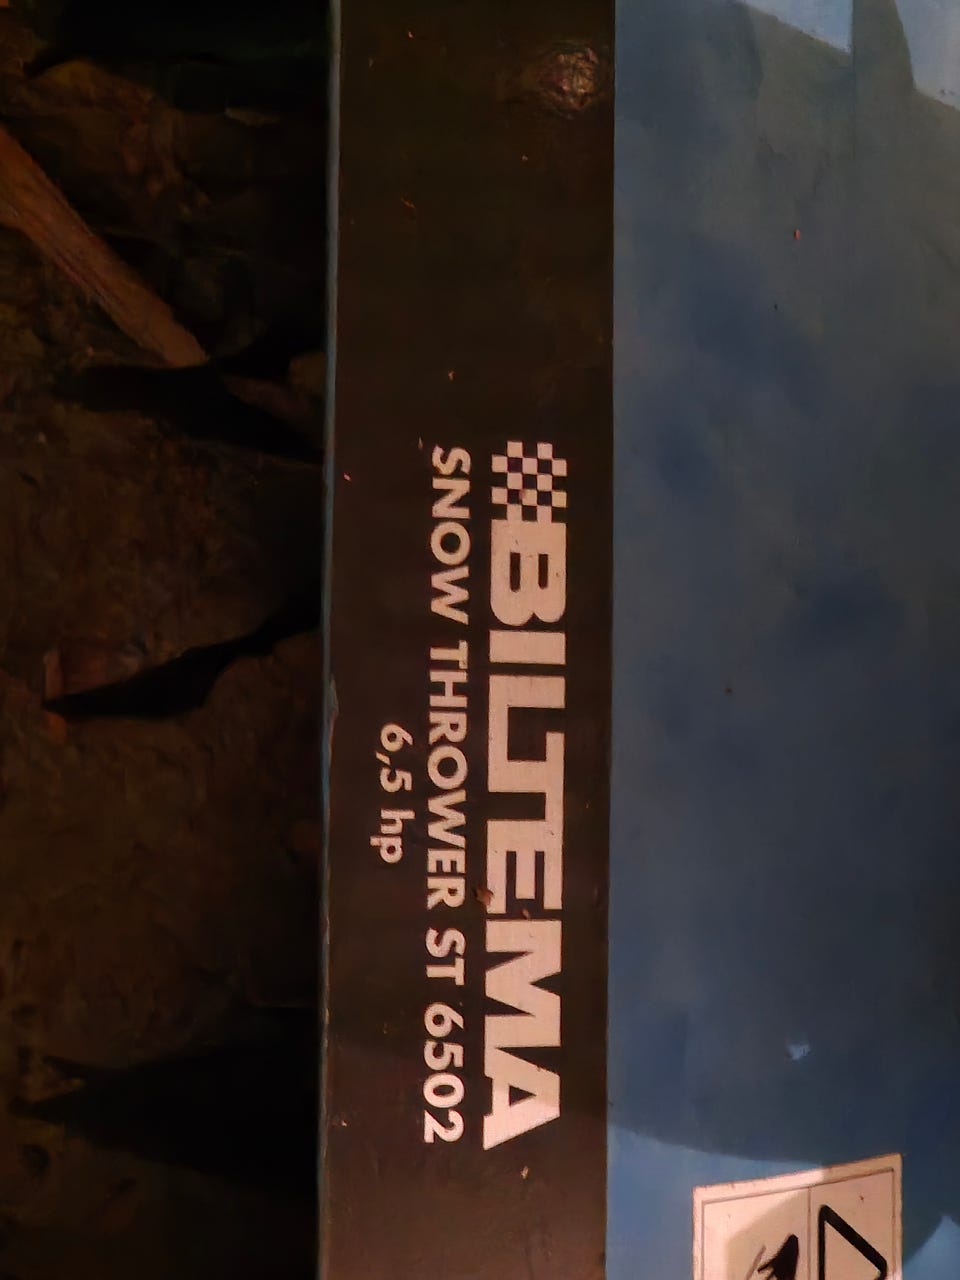 BILTEMA
SNOW THROWER ST 6502
6,5 hp